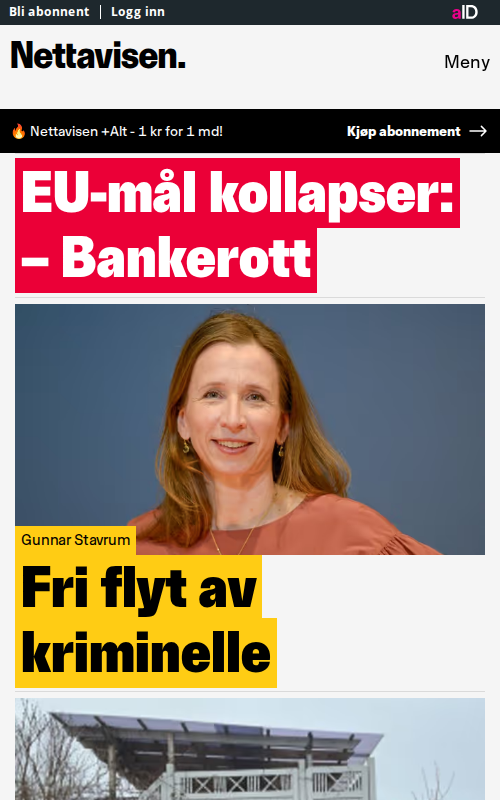 Bli abonnent | Logg inn
aID
Nettavisen.
Meny
🔥 Nettavisen +Alt - 1 kr for 1 md!
Kjøp abonnement →
EU-mål kollapser:
– Bankerott
Gunnar Stavrum
Fri flyt av
kriminelle